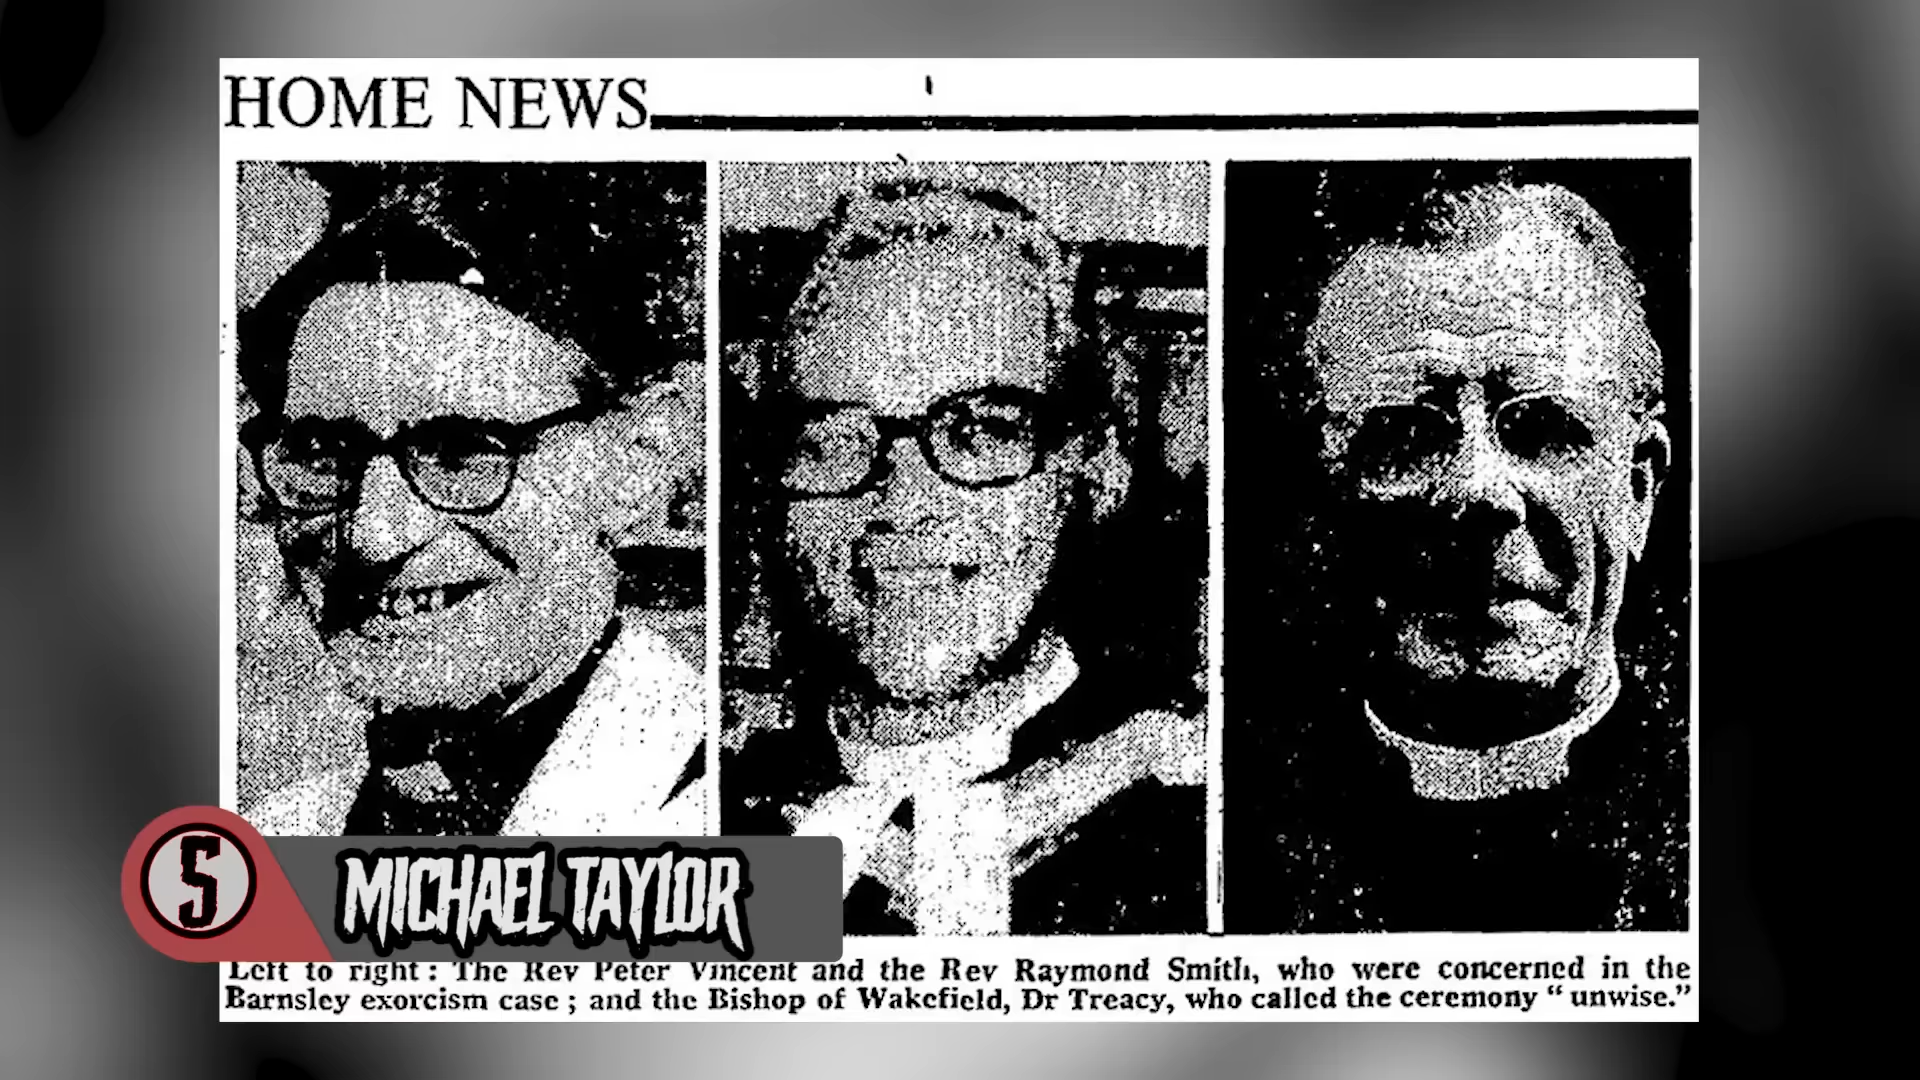 HOME NEWS
5
MICHAEL TAYLOR
Left to right : The Rev Peter Vincent and the Rev Raymond Smith, who were concerned in the
Barnsley exorcism case ; and the Bishop of Wakefield, Dr Treacy, who called the ceremony “ unwise.”